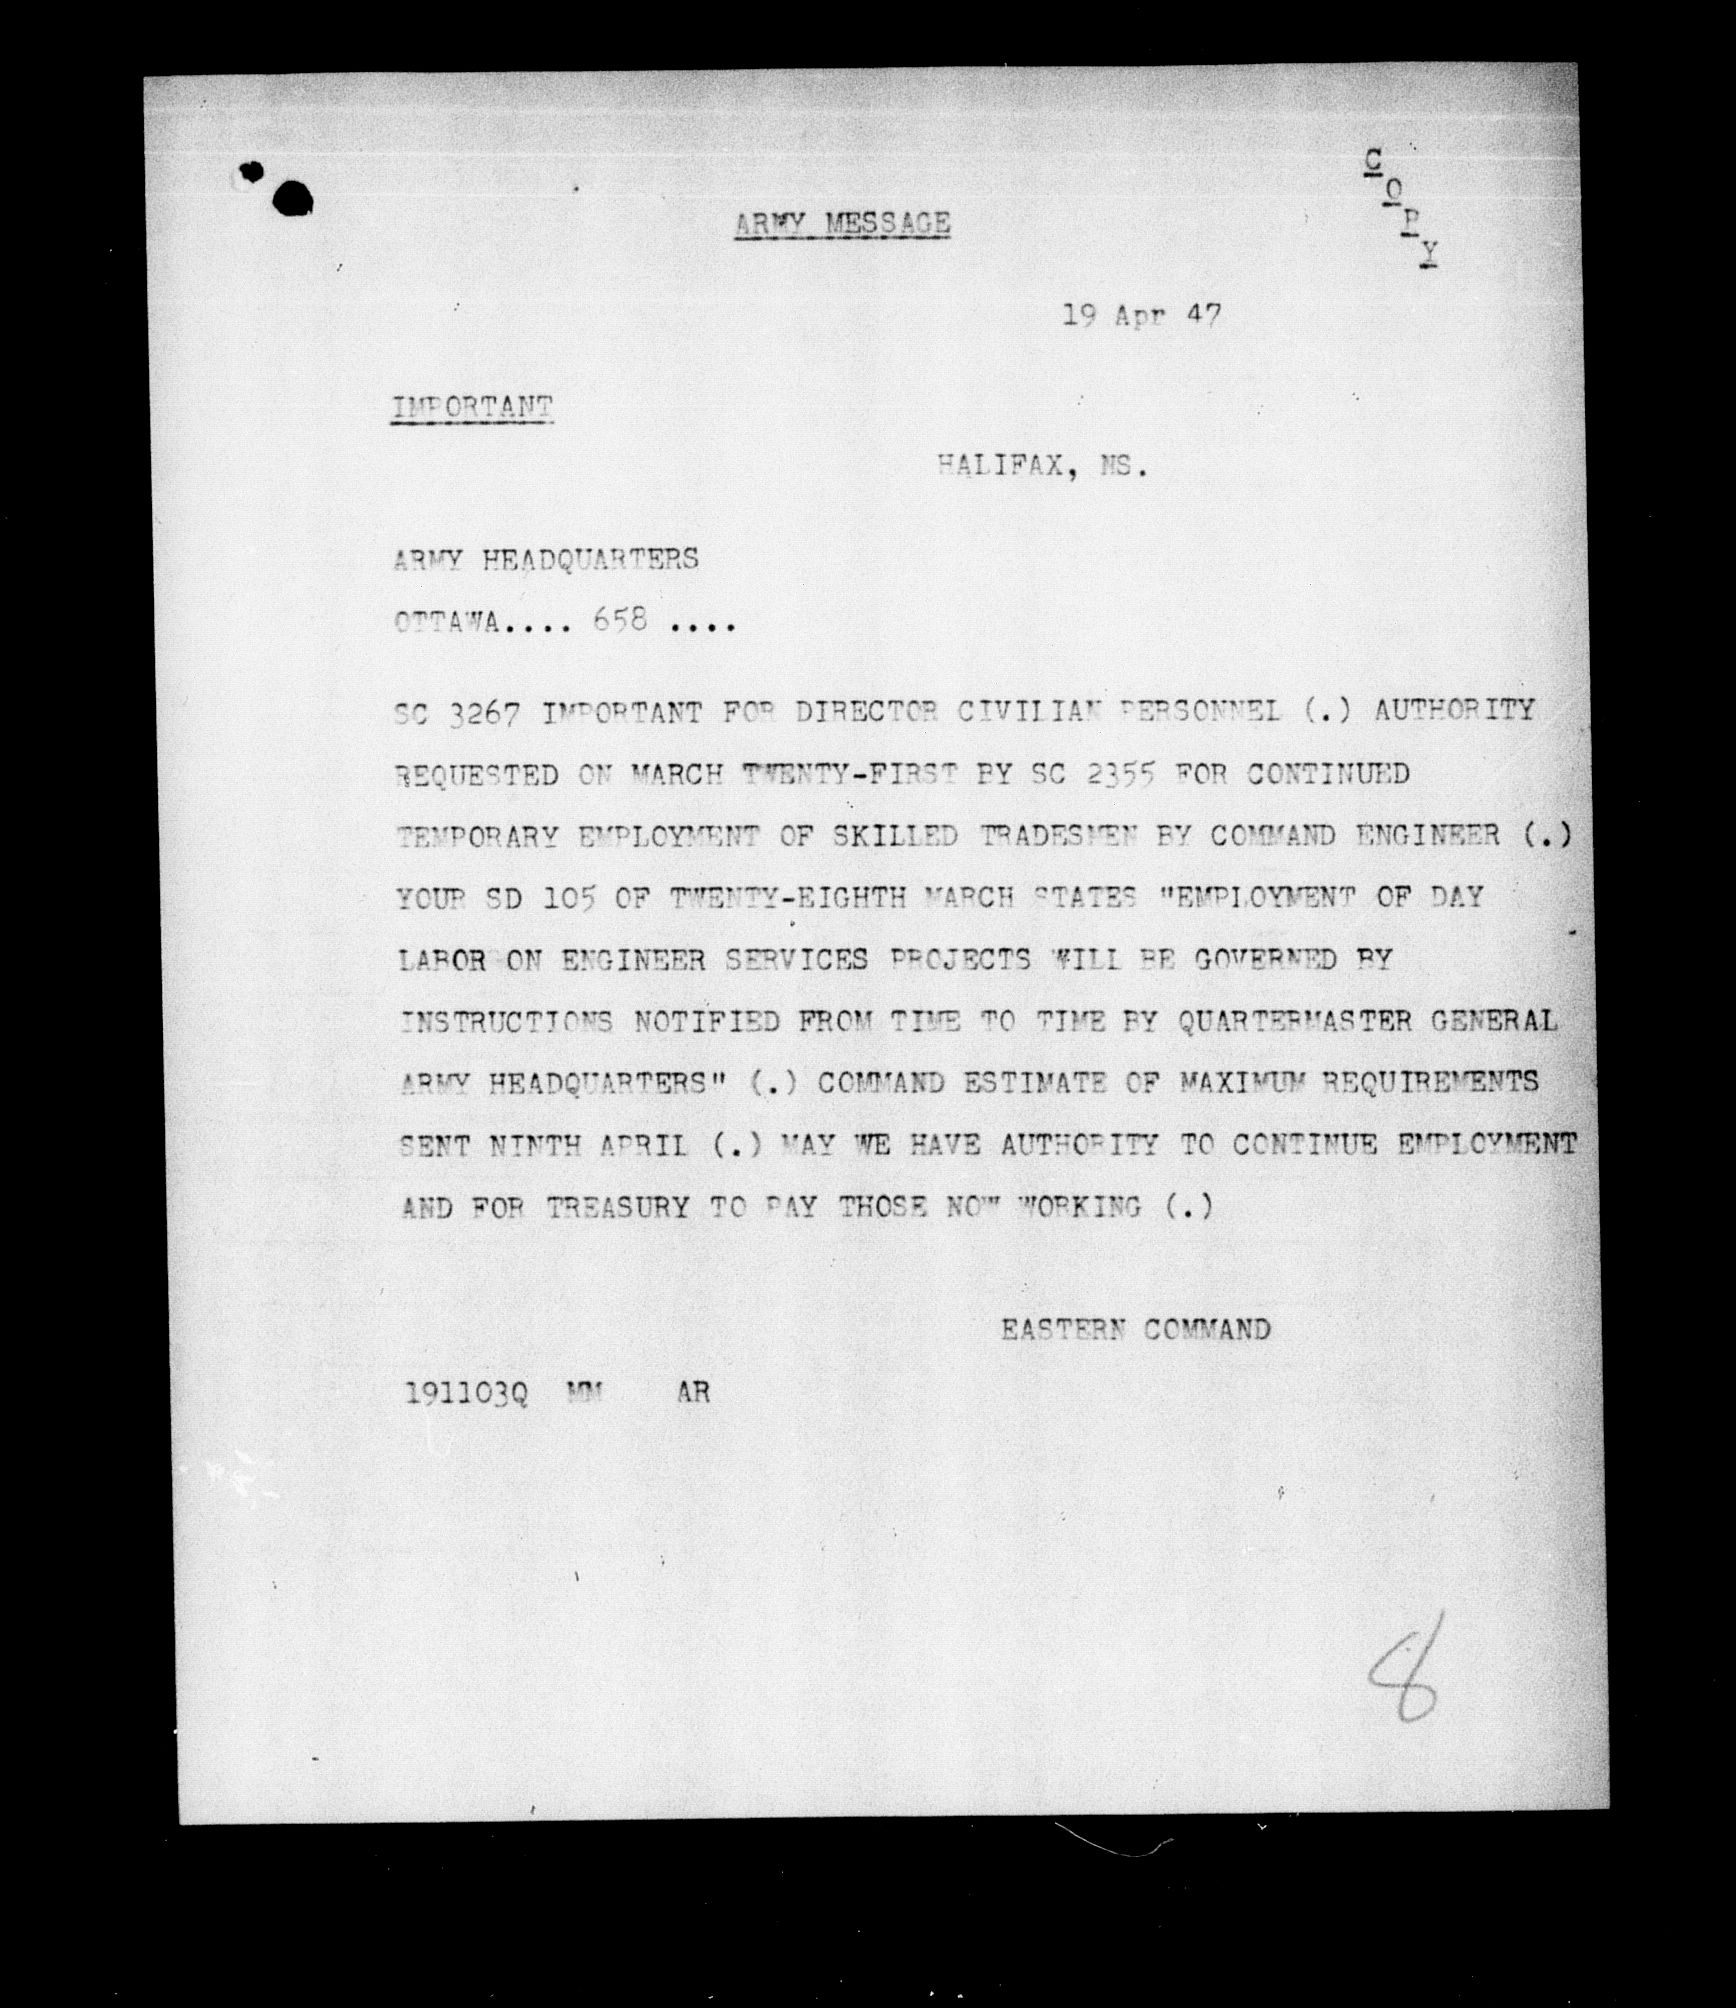 COPY
ARMY MESSAGE
19 Apr 47
IMPORTANT
HALIFAX, NS.
ARMY HEADQUARTERS
OTTAWA.... 658 ....
SC 3267 IMPORTANT FOR DIRECTOR CIVILIAN PERSONNEL (.) AUTHORITY
REQUESTED ON MARCH TWENTY-FIRST BY SC 2355 FOR CONTINUED
TEMPORARY EMPLOYMENT OF SKILLED TRADESMEN BY COMMAND ENGINEER (.)
YOUR SD 105 OF TWENTY-EIGHTH MARCH STATES "EMPLOYMENT OF DAY
LABOR ON ENGINEER SERVICES PROJECTS WILL BE GOVERNED BY
INSTRUCTIONS NOTIFIED FROM TIME TO TIME BY QUARTERMASTER GENERAL
ARMY HEADQUARTERS" (.) COMMAND ESTIMATE OF MAXIMUM REQUIREMENTS
SENT NINTH APRIL (.) MAY WE HAVE AUTHORITY TO CONTINUE EMPLOYMENT
AND FOR TREASURY TO PAY THOSE NOW WORKING (.)
EASTERN COMMAND
191103Q MM AR
8